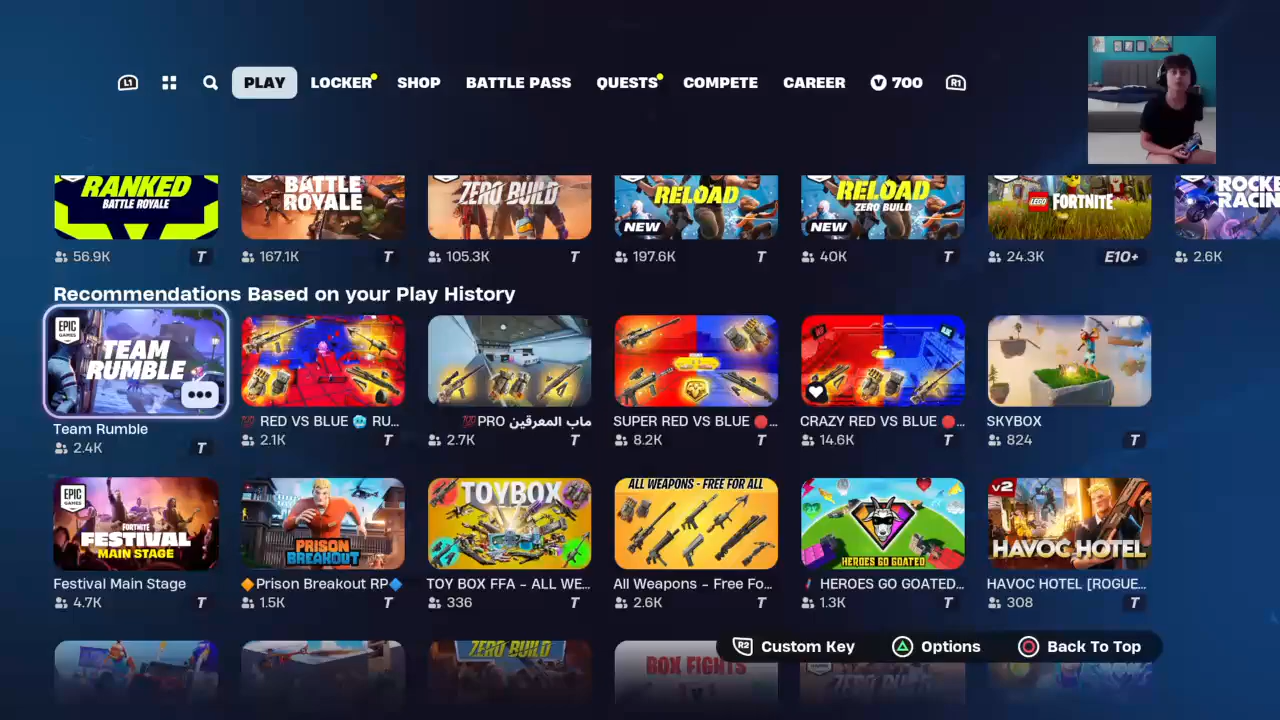 L1 PLAY LOCKER SHOP BATTLE PASS QUESTS COMPETE CAREER V 700 R1
RANKED
BATTLE ROYALE
BATTLE
ROYALE
ZERO BUILD
RELOAD
NEW
RELOAD
ZERO BUILD
NEW
LEGO FORTNITE
ROCKE
RACIN
56.9K T 167.1K T 105.3K T 197.6K T 40K T 24.3K E10+ 2.6K
Recommendations Based on your Play History
EPIC
GAMES
TEAM
RUMBLE
Team Rumble
2.4K T
💯 RED VS BLUE 🥶 RU...
2.1K T
ماب المعرقين PRO💯
2.7K T
SUPER RED VS BLUE 🔴...
8.2K T
CRAZY RED VS BLUE 🔴...
14.6K T
SKYBOX
824 T
EPIC
GAMES
FORTNITE
FESTIVAL
MAIN STAGE
Festival Main Stage
4.7K T
PRISON
BREAKOUT
🔶Prison Breakout RP🔷
1.5K T
TOYBOX
TOY BOX FFA - ALL WE...
336 T
ALL WEAPONS - FREE FOR ALL
All Weapons - Free Fo...
2.6K T
HEROES GO GOATED
HEROES GO GOATED...
1.3K T
v2
HAVOC HOTEL
HAVOC HOTEL [ROGUE...
308 T
ZERO BUILD
BOX FIGHTS
ZERO BUILD
R2 Custom Key Options Back To Top